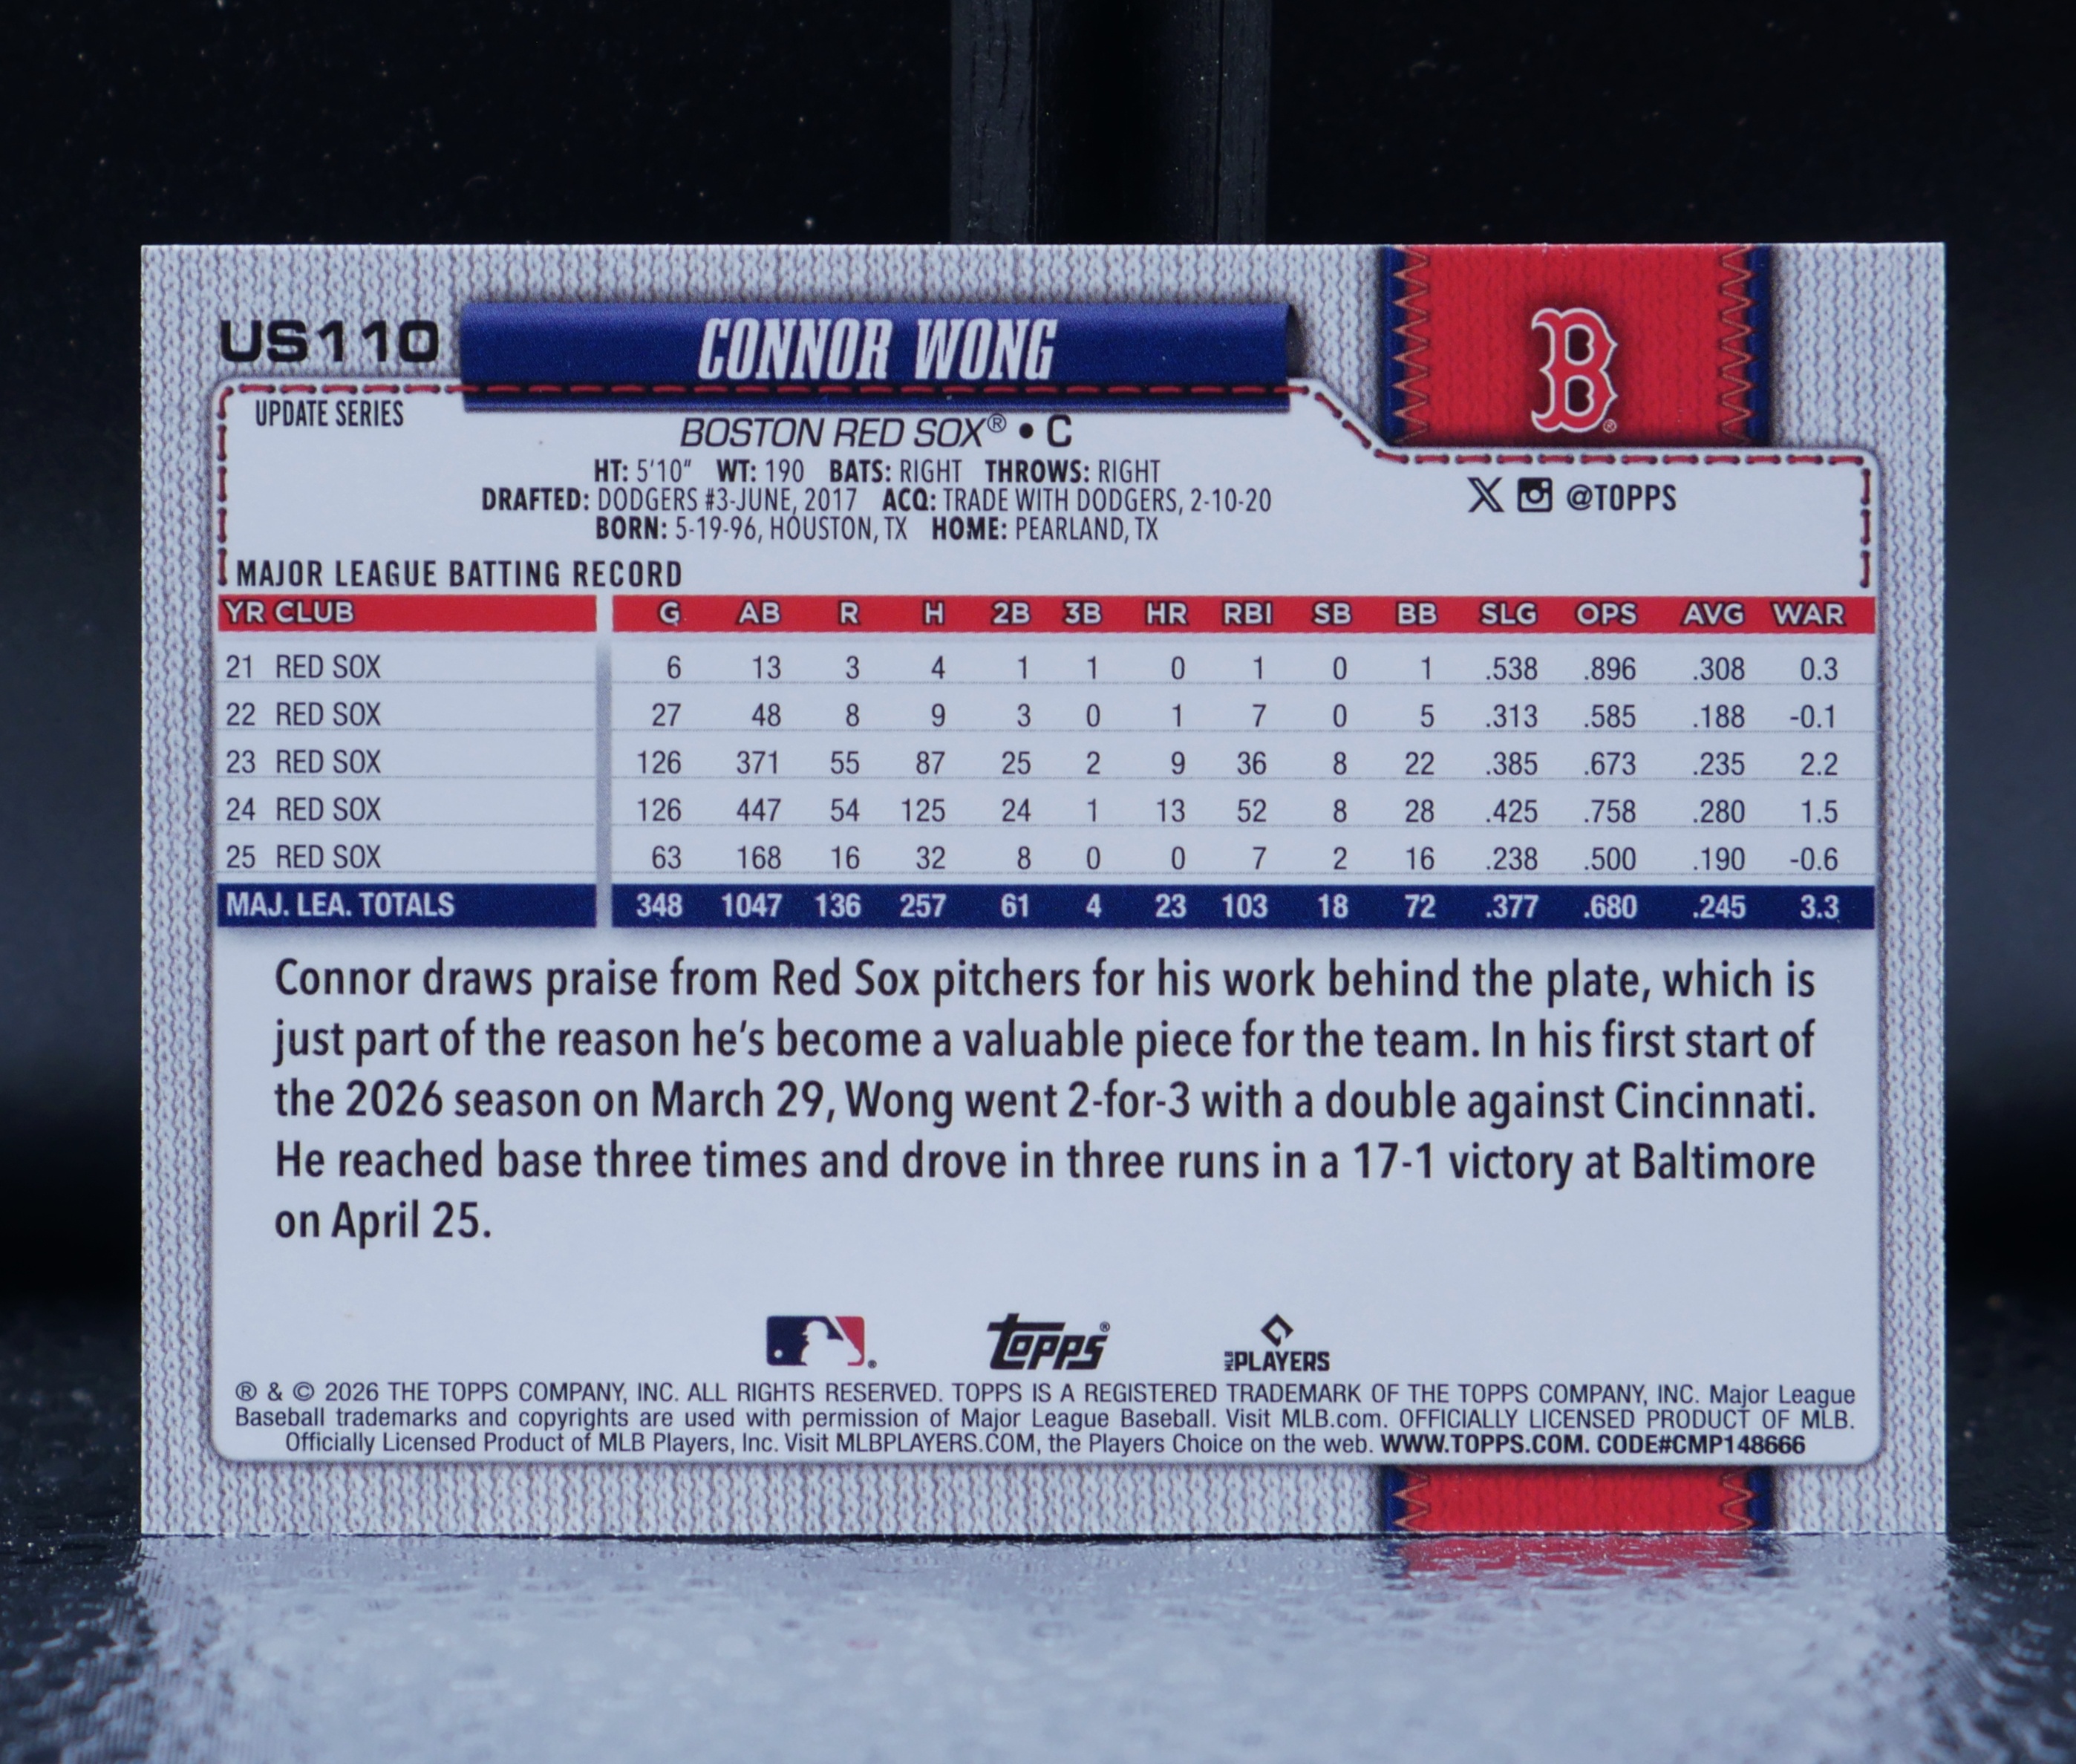 US110
CONNOR WONG
B
UPDATE SERIES
BOSTON RED SOX® • C
HT: 5'10" WT: 190 BATS: RIGHT THROWS: RIGHT
DRAFTED: DODGERS #3-JUNE, 2017 ACQ: TRADE WITH DODGERS, 2-10-20
BORN: 5-19-96, HOUSTON, TX HOME: PEARLAND, TX
X @TOPPS
MAJOR LEAGUE BATTING RECORD
YR CLUB G AB R H 2B 3B HR RBI SB BB SLG OPS AVG WAR
21 RED SOX 6 13 3 4 1 1 0 1 0 1 .538 .896 .308 0.3
22 RED SOX 27 48 8 9 3 0 1 7 0 5 .313 .585 .188 -0.1
23 RED SOX 126 371 55 87 25 2 9 36 8 22 .385 .673 .235 2.2
24 RED SOX 126 447 54 125 24 1 13 52 8 28 .425 .758 .280 1.5
25 RED SOX 63 168 16 32 8 0 0 7 2 16 .238 .500 .190 -0.6
MAJ. LEA. TOTALS 348 1047 136 257 61 4 23 103 18 72 .377 .680 .245 3.3
Connor draws praise from Red Sox pitchers for his work behind the plate, which is
just part of the reason he's become a valuable piece for the team. In his first start of
the 2026 season on March 29, Wong went 2-for-3 with a double against Cincinnati.
He reached base three times and drove in three runs in a 17-1 victory at Baltimore
on April 25.
Topps®
MLB PLAYERS
® & © 2026 THE TOPPS COMPANY, INC. ALL RIGHTS RESERVED. TOPPS IS A REGISTERED TRADEMARK OF THE TOPPS COMPANY, INC. Major League
Baseball trademarks and copyrights are used with permission of Major League Baseball. Visit MLB.com. OFFICIALLY LICENSED PRODUCT OF MLB.
Officially Licensed Product of MLB Players, Inc. Visit MLBPLAYERS.COM, the Players Choice on the web. WWW.TOPPS.COM. CODE#CMP148666